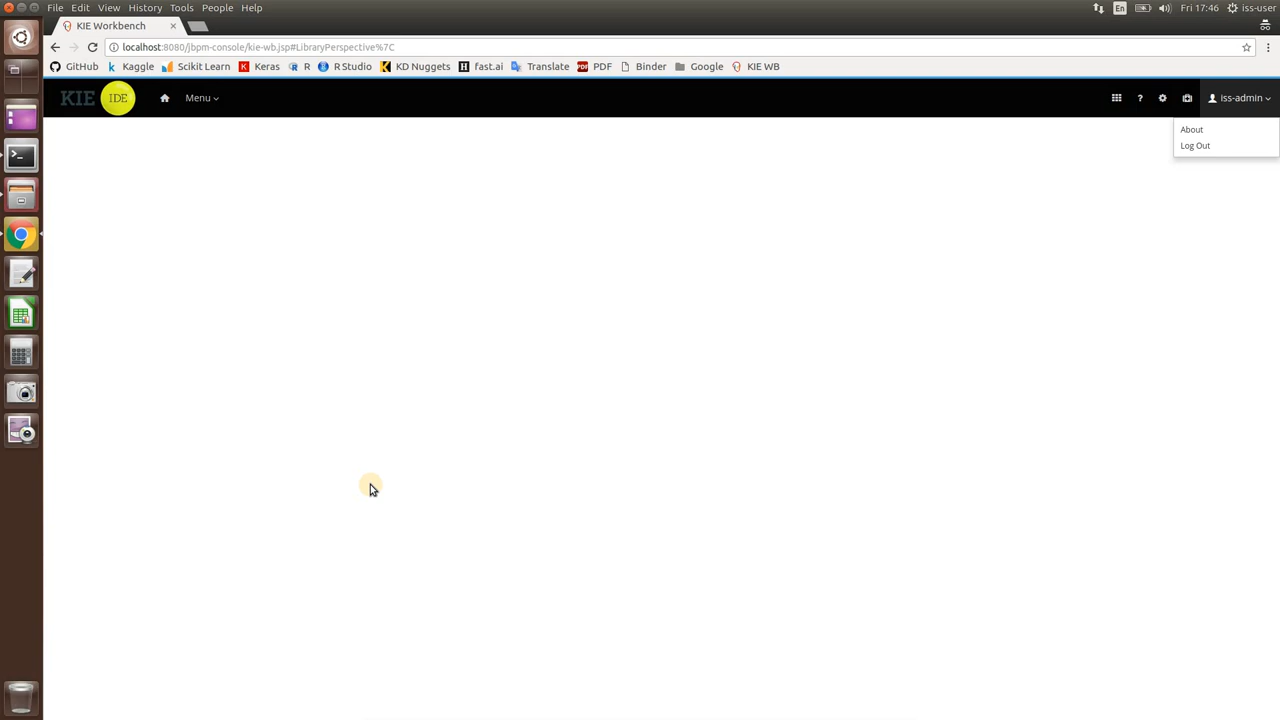 File Edit View History Tools People Help
En Fri 17:46 iss-user
KIE Workbench
localhost:8080/jbpm-console/kie-wb.jsp#LibraryPerspective%7C
GitHub k Kaggle Scikit Learn K Keras R R Studio KD Nuggets H fast.ai Translate PDF PDF Binder Google KIE WB
KIE IDE Menu ? iss-admin
About
Log Out